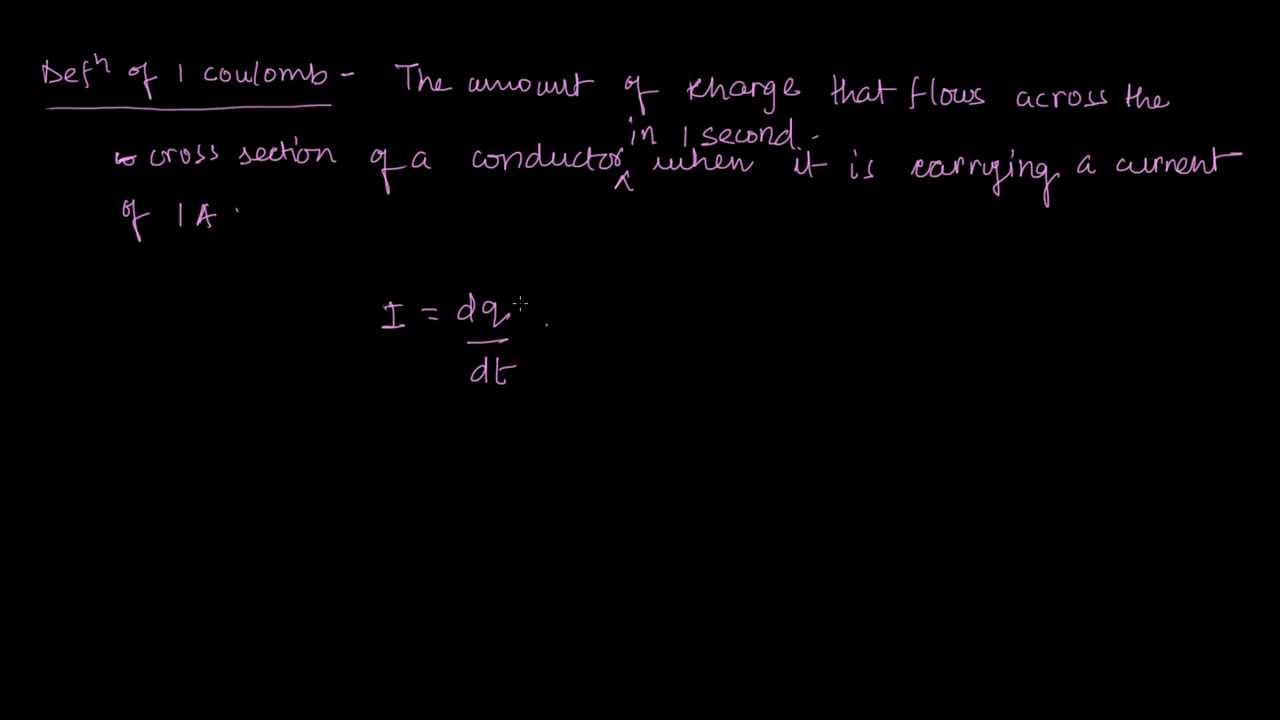 Defⁿ of 1 coulomb - The amount of charge that flows across the
in 1 second.
cross section of a conductor ^ when it is carrying a current
of 1 A.
I = dq
dt